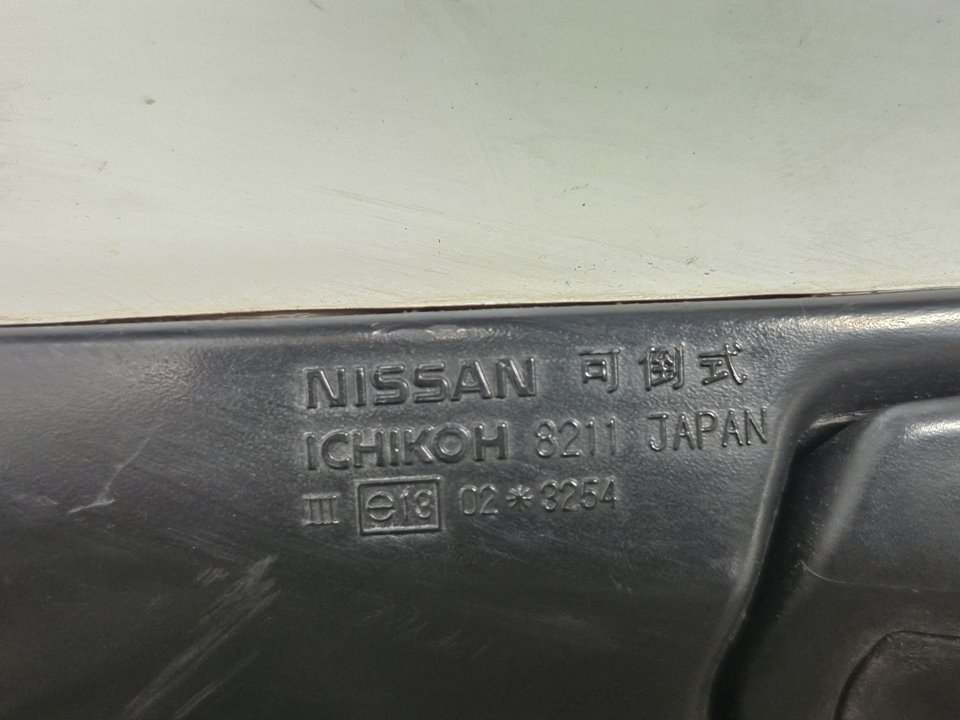 NISSAN 可倒式
ICHIKOH 8211 JAPAN
III e13 02*3254